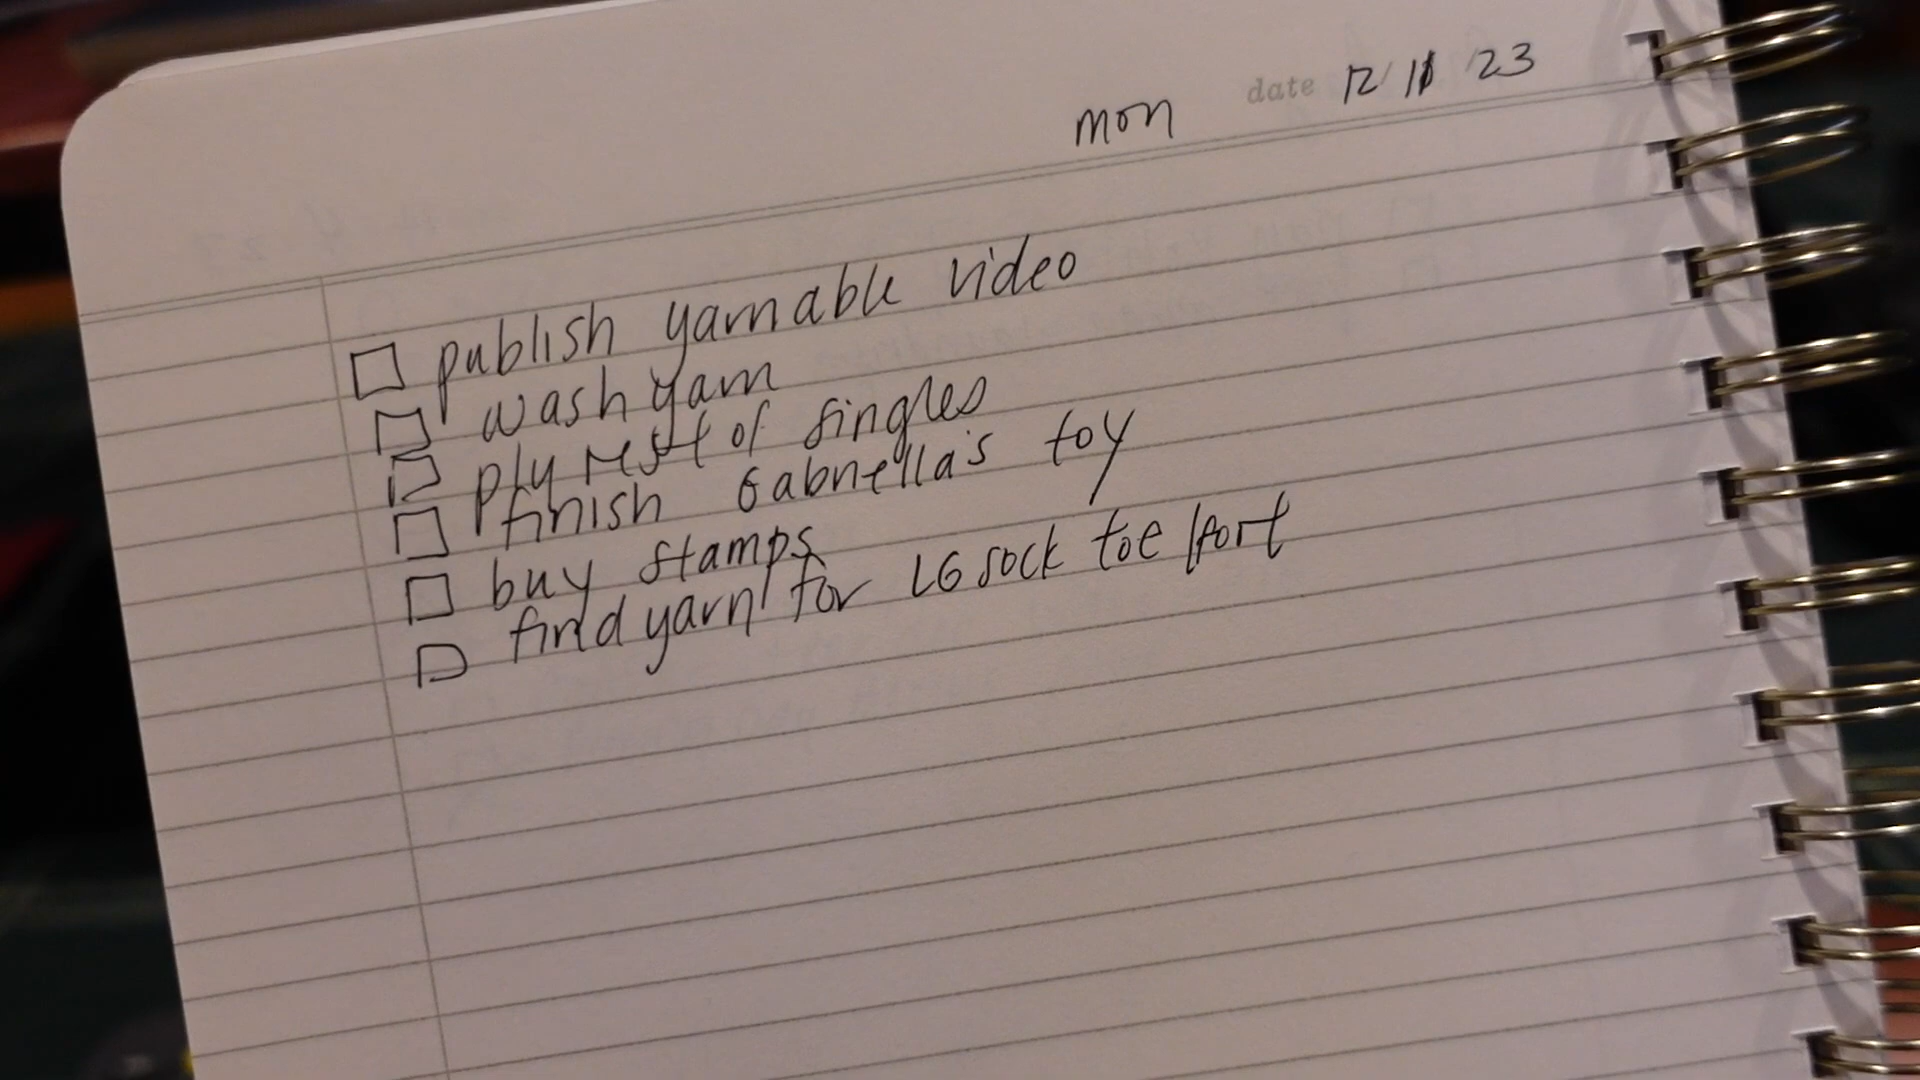 mon date 12 11 23
publish yarnable video
wash yarn
ply rest of singles
finish Gabriella's toy
buy stamps
find yarn for LG sock toe